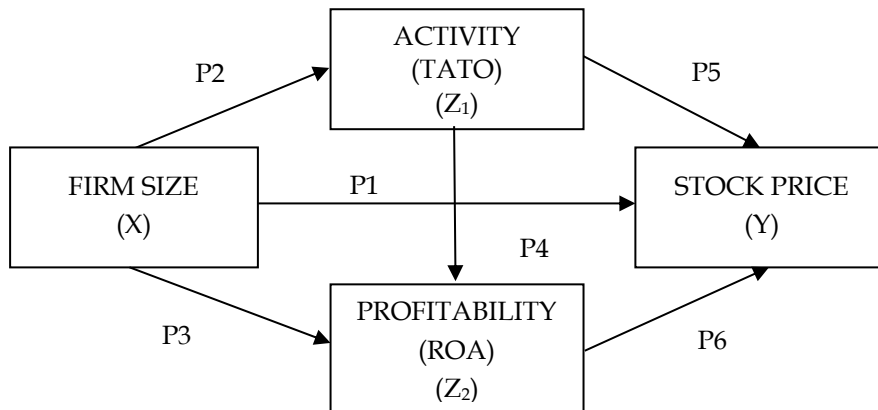 ACTIVITY
(TATO)
(Z₁)
P2
P5
FIRM SIZE
(X)
P1
STOCK PRICE
(Y)
P4
P3
PROFITABILITY
(ROA)
(Z₂)
P6